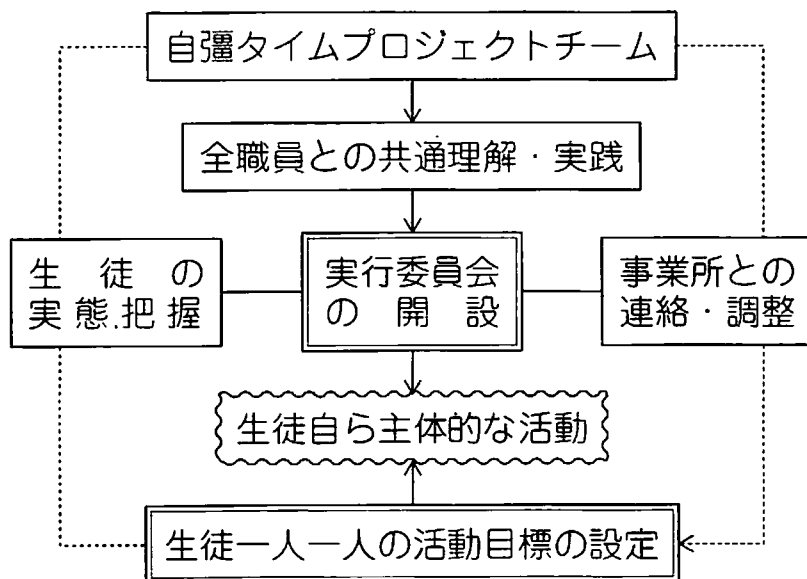 自彊タイムプロジェクトチーム
全職員との共通理解・実践
生徒の
実態把握
実行委員会
の開設
事業所との
連絡・調整
生徒自ら主体的な活動
生徒一人一人の活動目標の設定